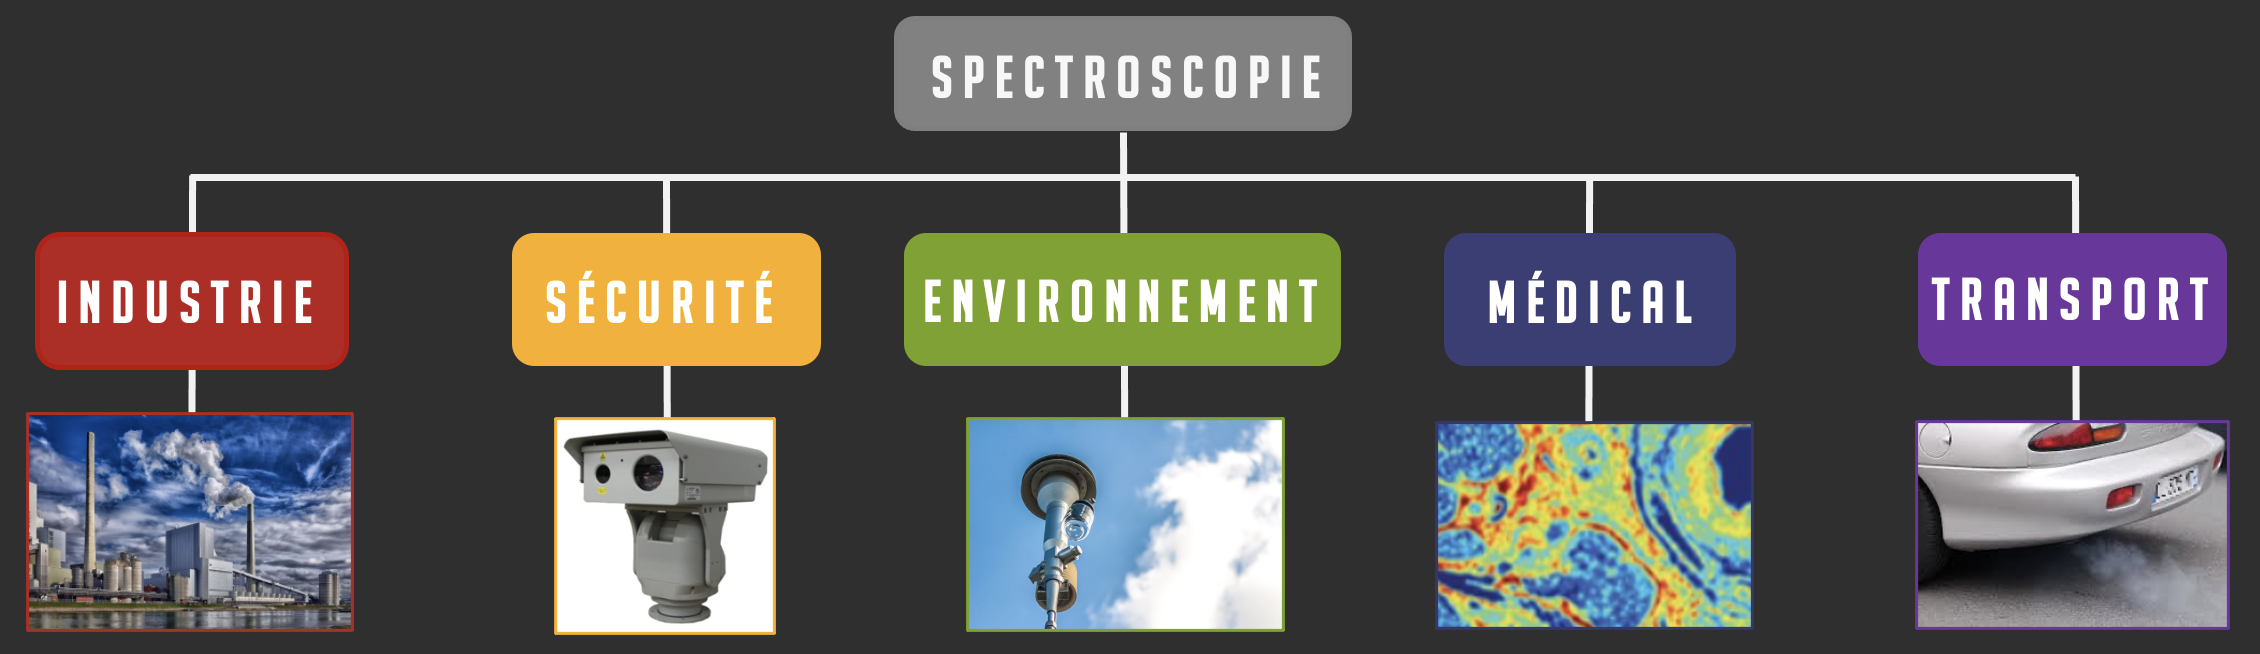 SPECTROSCOPIE
INDUSTRIE
SÉCURITÉ
ENVIRONNEMENT
MÉDICAL
TRANSPORT